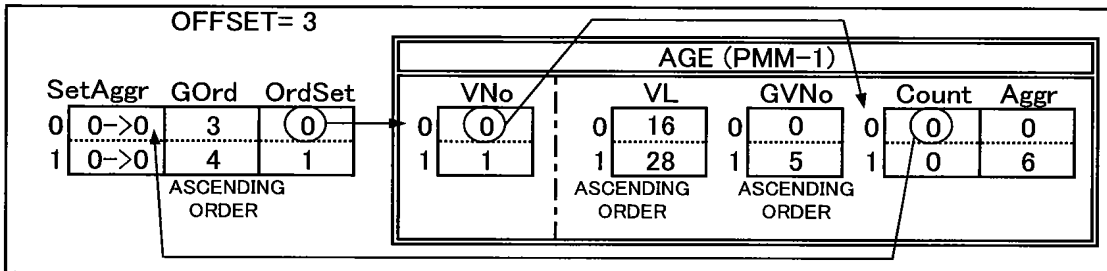 OFFSET= 3
AGE (PMM-1)
SetAggr GOrd OrdSet VNo VL GVNo Count Aggr
0 0->0 3 0 0 0 0 16 0 0 0 0 0
1 0->0 4 1 1 1 1 28 1 5 1 0 6
ASCENDING ORDER ASCENDING ORDER ASCENDING ORDER